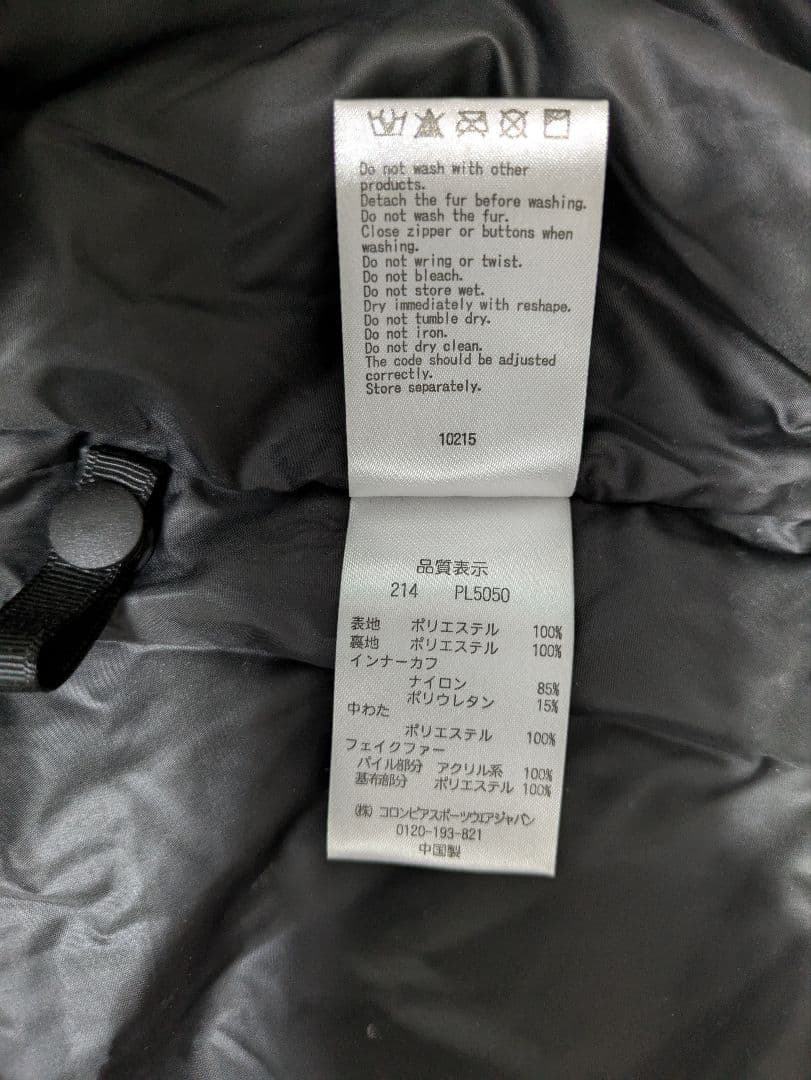 Do not wash with other
products.
Detach the fur before washing.
Do not wash the fur.
Close zipper or buttons when
washing.
Do not wring or twist.
Do not bleach.
Do not store wet.
Dry immediately with reshape.
Do not tumble dry.
Do not iron.
Do not dry clean.
The code should be adjusted
correctly.
Store separately.
10215
品質表示
214 PL5050
表地 ポリエステル 100%
裏地 ポリエステル 100%
インナーカフ
ナイロン 85%
ポリウレタン 15%
中わた
ポリエステル 100%
フェイクファー
パイル部分 アクリル系 100%
基布部分 ポリエステル 100%
(株) コロンビアスポーツウエアジャパン
0120-193-821
中国製